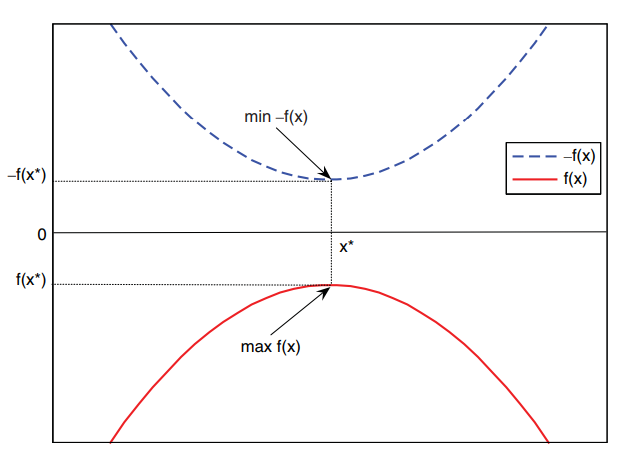 min –f(x)
–f(x)
f(x)
–f(x*)
0
x*
f(x*)
max f(x)